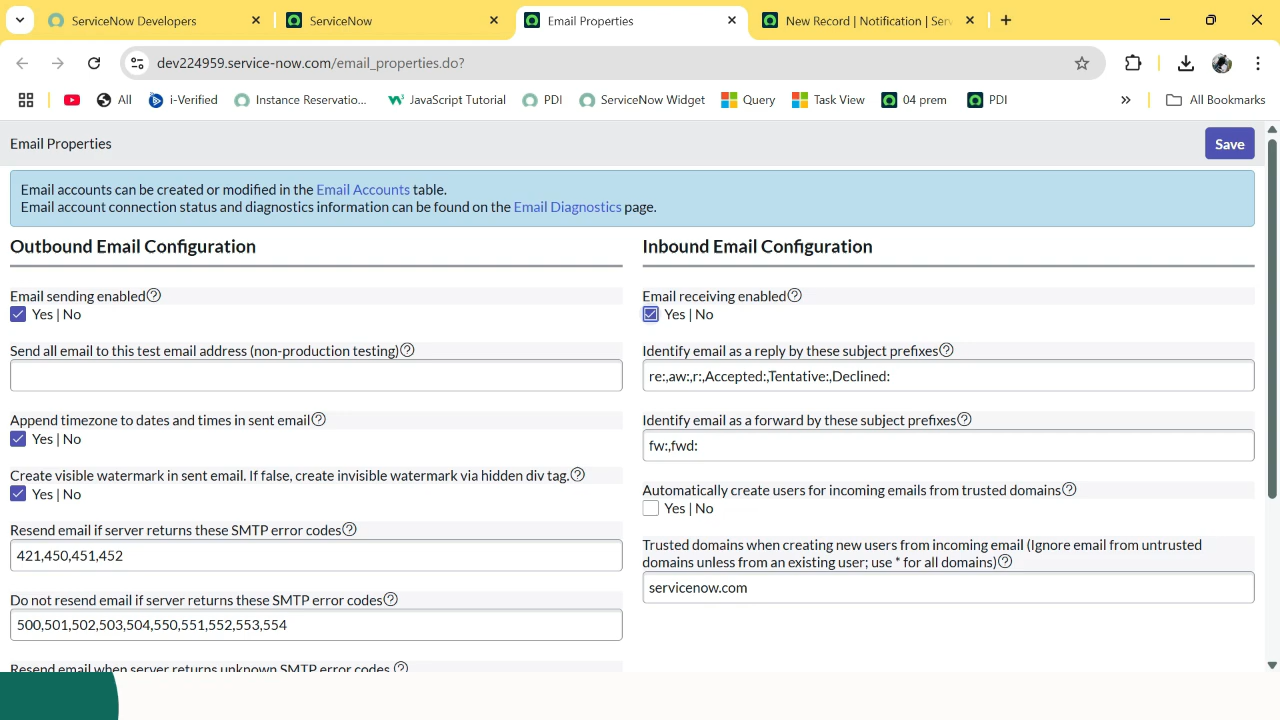 ServiceNow Developers
ServiceNow
Email Properties
New Record | Notification | Serv
dev224959.service-now.com/email_properties.do?
All
i-Verified
Instance Reservatio...
JavaScript Tutorial
PDI
ServiceNow Widget
Query
Task View
04 prem
PDI
All Bookmarks
Email Properties
Save
Email accounts can be created or modified in the Email Accounts table.
Email account connection status and diagnostics information can be found on the Email Diagnostics page.
Outbound Email Configuration
Email sending enabled
Yes | No
Send all email to this test email address (non-production testing)
Append timezone to dates and times in sent email
Yes | No
Create visible watermark in sent email. If false, create invisible watermark via hidden div tag.
Yes | No
Resend email if server returns these SMTP error codes
421,450,451,452
Do not resend email if server returns these SMTP error codes
500,501,502,503,504,550,551,552,553,554
Resend email when server returns unknown SMTP error codes
Inbound Email Configuration
Email receiving enabled
Yes | No
Identify email as a reply by these subject prefixes
re:,aw:,r:,Accepted:,Tentative:,Declined:
Identify email as a forward by these subject prefixes
fw:,fwd:
Automatically create users for incoming emails from trusted domains
Yes | No
Trusted domains when creating new users from incoming email (Ignore email from untrusted
domains unless from an existing user; use * for all domains)
servicenow.com